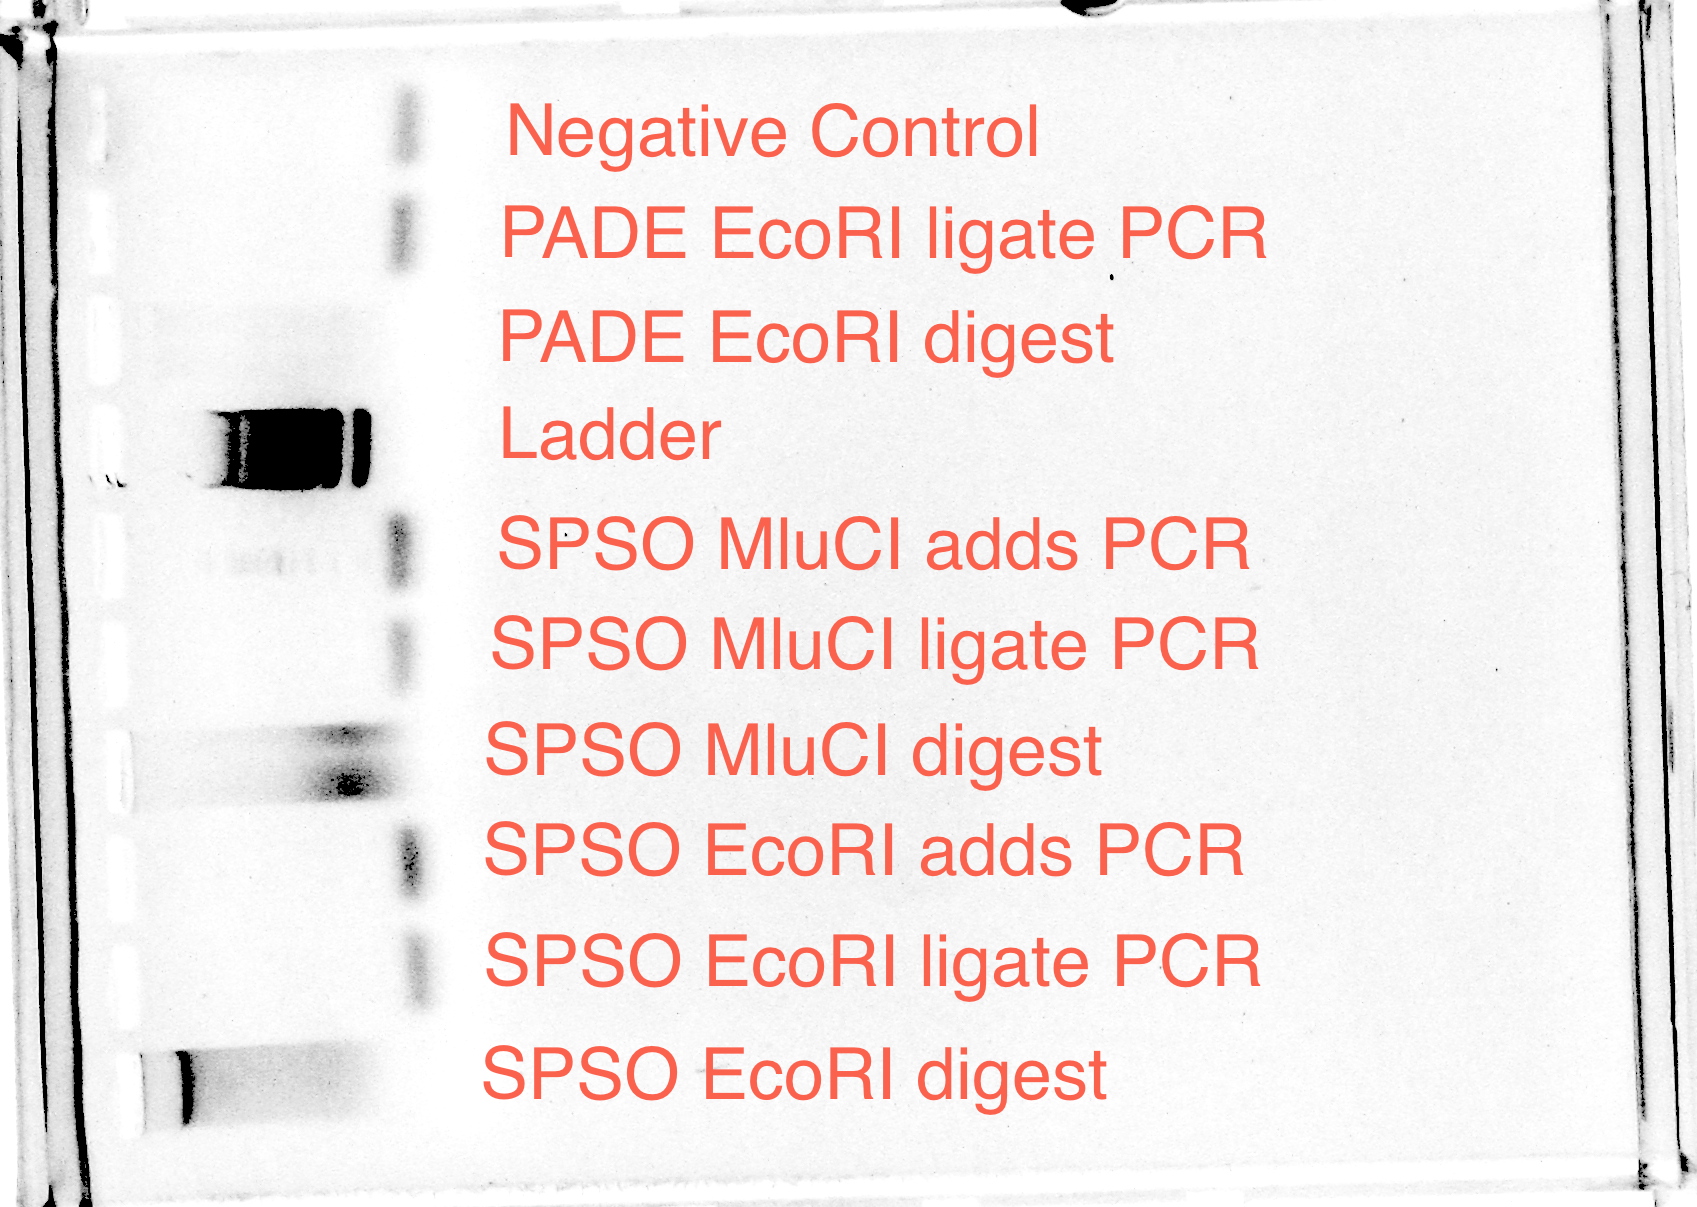 Negative Control
PADE EcoRI ligate PCR
PADE EcoRI digest
Ladder
SPSO MluCI adds PCR
SPSO MluCI ligate PCR
SPSO MluCI digest
SPSO EcoRI adds PCR
SPSO EcoRI ligate PCR
SPSO EcoRI digest